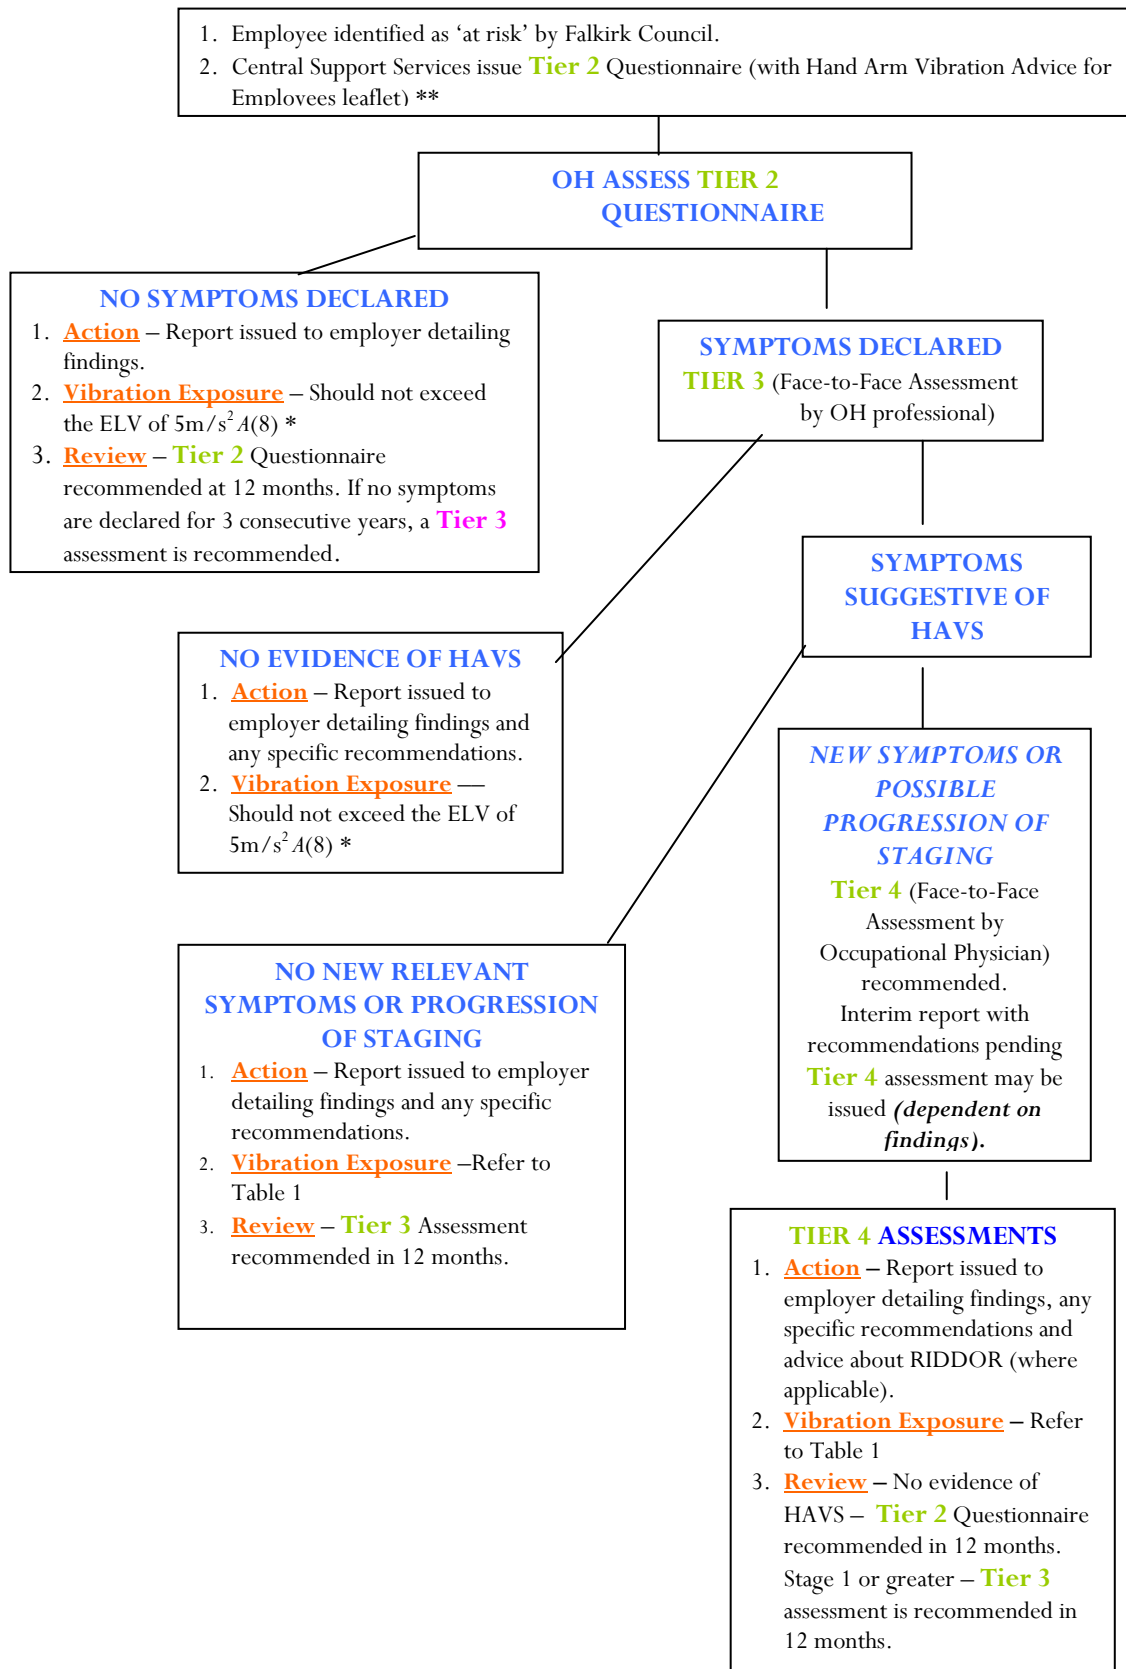 1. Employee identified as ‘at risk’ by Falkirk Council.
2. Central Support Services issue Tier 2 Questionnaire (with Hand Arm Vibration Advice for
Employees leaflet) **
OH ASSESS TIER 2
QUESTIONNAIRE
NO SYMPTOMS DECLARED
1. Action – Report issued to employer detailing
findings.
2. Vibration Exposure – Should not exceed
the ELV of 5m/s² A(8) *
3. Review – Tier 2 Questionnaire
recommended at 12 months. If no symptoms
are declared for 3 consecutive years, a Tier 3
assessment is recommended.
SYMPTOMS DECLARED
TIER 3 (Face-to-Face Assessment
by OH professional)
SYMPTOMS
SUGGESTIVE OF
HAVS
NO EVIDENCE OF HAVS
1. Action – Report issued to
employer detailing findings and
any specific recommendations.
2. Vibration Exposure —
Should not exceed the ELV of
5m/s² A(8) *
NEW SYMPTOMS OR
POSSIBLE
PROGRESSION OF
STAGING
Tier 4 (Face-to-Face
Assessment by
Occupational Physician)
recommended.
Interim report with
recommendations pending
Tier 4 assessment may be
issued (dependent on
findings).
NO NEW RELEVANT
SYMPTOMS OR PROGRESSION
OF STAGING
1. Action – Report issued to employer
detailing findings and any specific
recommendations.
2. Vibration Exposure –Refer to
Table 1
3. Review – Tier 3 Assessment
recommended in 12 months.
TIER 4 ASSESSMENTS
1. Action – Report issued to
employer detailing findings, any
specific recommendations and
advice about RIDDOR (where
applicable).
2. Vibration Exposure – Refer
to Table 1
3. Review – No evidence of
HAVS – Tier 2 Questionnaire
recommended in 12 months.
Stage 1 or greater – Tier 3
assessment is recommended in
12 months.